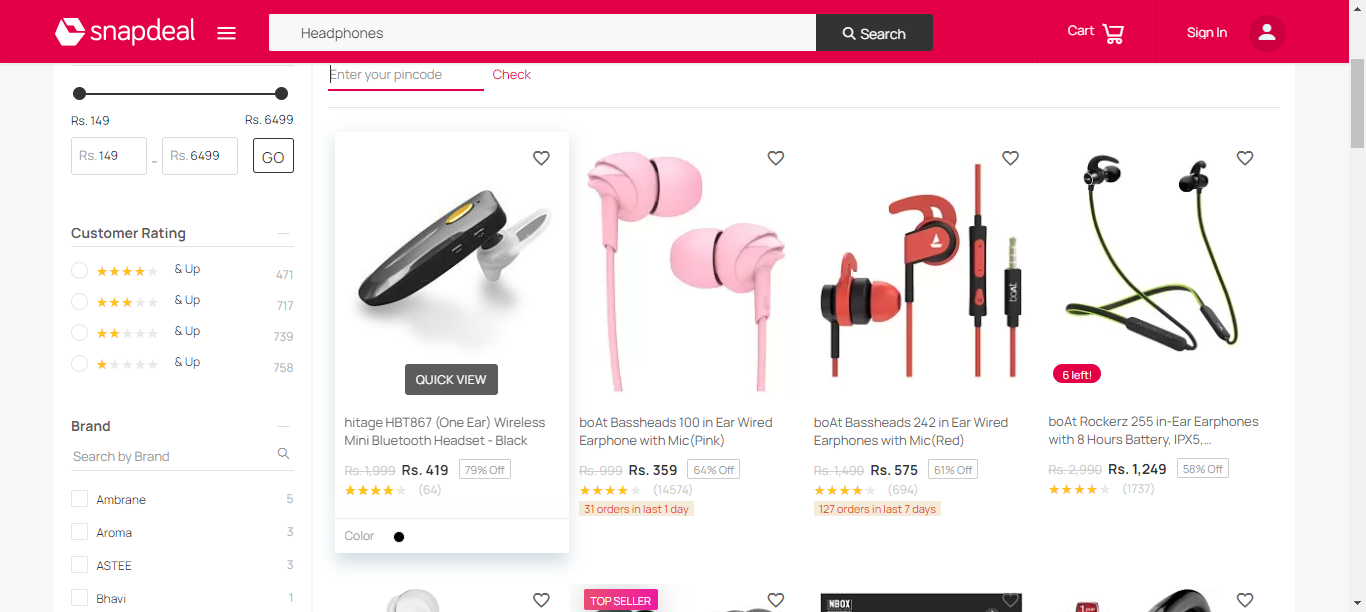 snapdeal
Headphones
Search
Cart
Sign In
Enter your pincode
Check
Rs. 149
Rs. 6499
Rs. 149
-
Rs. 6499
GO
Customer Rating
& Up
471
& Up
717
& Up
739
& Up
758
Brand
Search by Brand
Ambrane
5
Aroma
3
ASTEE
3
Bhavi
1
QUICK VIEW
hitage HBT867 (One Ear) Wireless
Mini Bluetooth Headset - Black
Rs. 1,999 Rs. 419 79% Off
(64)
Color
boAt Bassheads 100 in Ear Wired
Earphone with Mic(Pink)
Rs. 999 Rs. 359 64% Off
(14574)
31 orders in last 1 day
boAt
boAt Bassheads 242 in Ear Wired
Earphones with Mic(Red)
Rs. 1,490 Rs. 575 61% Off
(694)
127 orders in last 7 days
6 left!
boAt Rockerz 255 in-Ear Earphones
with 8 Hours Battery, IPX5,...
Rs. 2,990 Rs. 1,249 58% Off
(1737)
TOP SELLER
NBOX
1 year